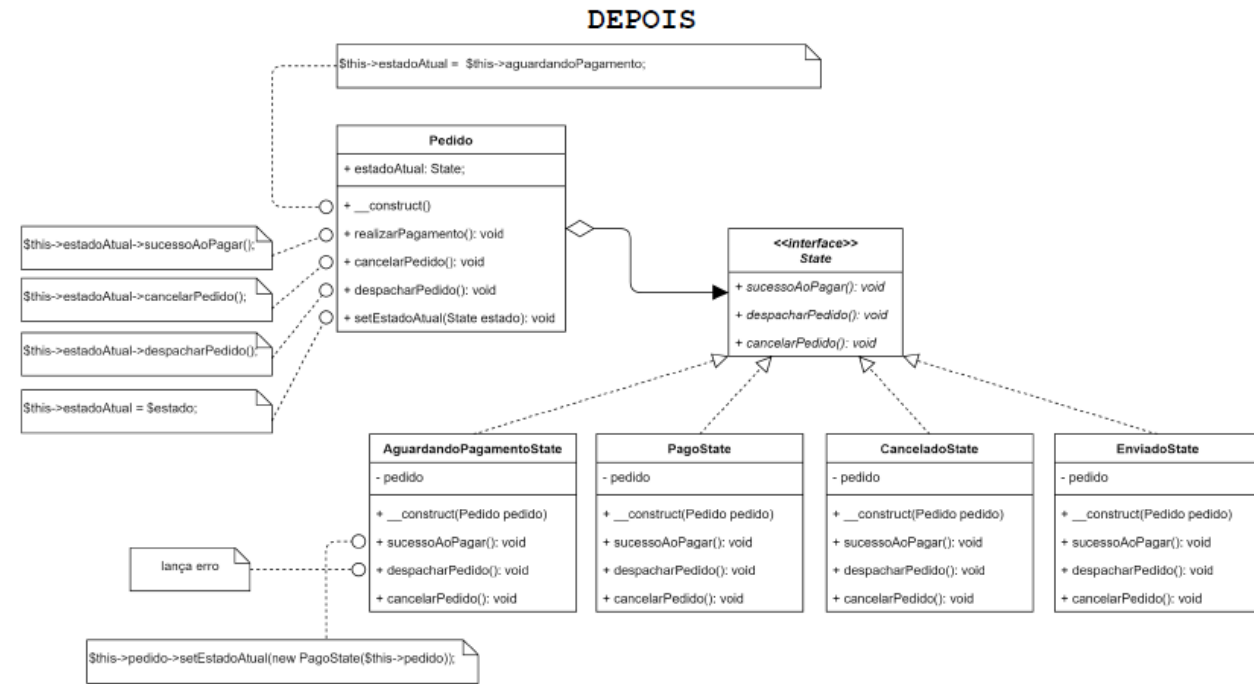 DEPOIS
$this->estadoAtual = $this->aguardandoPagamento;
Pedido
+ estadoAtual: State;
+ __construct()
+ realizarPagamento(): void
+ cancelarPedido(): void
+ despacharPedido(): void
+ setEstadoAtual(State estado): void
$this->estadoAtual->sucessoAoPagar();
$this->estadoAtual->cancelarPedido();
$this->estadoAtual->despacharPedido();
$this->estadoAtual = $estado;
<<interface>>
State
+ sucessoAoPagar(): void
+ despacharPedido(): void
+ cancelarPedido(): void
AguardandoPagamentoState
- pedido
+ __construct(Pedido pedido)
+ sucessoAoPagar(): void
+ despacharPedido(): void
+ cancelarPedido(): void
PagoState
- pedido
+ __construct(Pedido pedido)
+ sucessoAoPagar(): void
+ despacharPedido(): void
+ cancelarPedido(): void
CanceladoState
- pedido
+ __construct(Pedido pedido)
+ sucessoAoPagar(): void
+ despacharPedido(): void
+ cancelarPedido(): void
EnviadoState
- pedido
+ __construct(Pedido pedido)
+ sucessoAoPagar(): void
+ despacharPedido(): void
+ cancelarPedido(): void
lança erro
$this->pedido->setEstadoAtual(new PagoState($this->pedido));